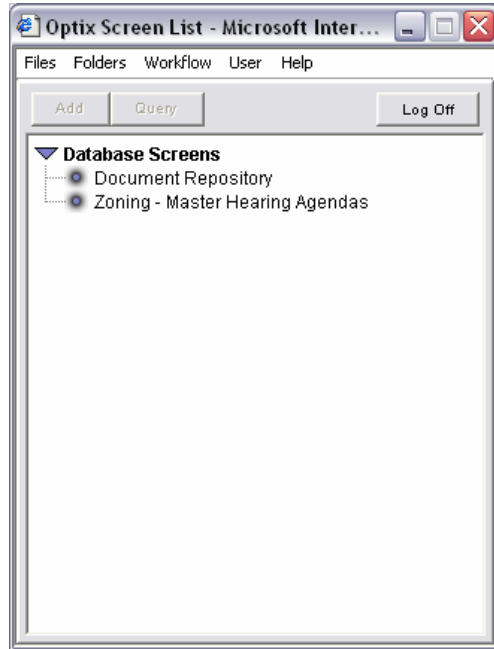 Optix Screen List - Microsoft Inter...
Files Folders Workflow User Help
Add Query Log Off
Database Screens
Document Repository
Zoning - Master Hearing Agendas